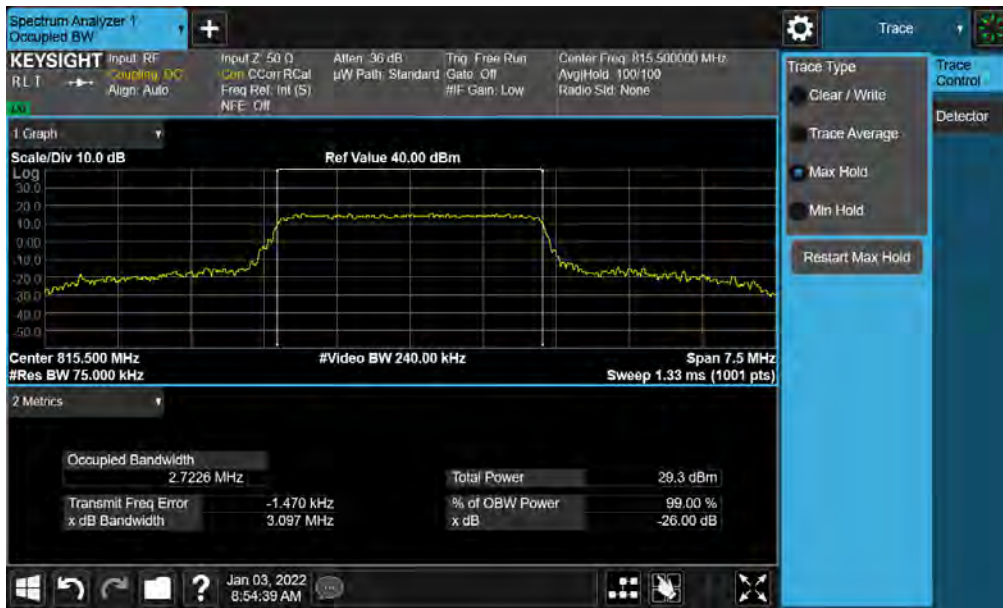 Spectrum Analyzer 1
Occupied BW
Trace
KEYSIGHT
RLT
Input: RF
Coupling: DC
Align: Auto
Input Z: 50 Ω
Corr CCorr RCal
Freq Ref: Int (S)
NFE: Off
Atten: 36 dB
µW Path: Standard
Trig: Free Run
Gate: Off
#IF Gain: Low
Center Freq: 815.500000 MHz
Avg|Hold: 100/100
Radio Std: None
1 Graph
Scale/Div 10.0 dB
Ref Value 40.00 dBm
Log
30.0
20.0
10.0
0.00
-10.0
-20.0
-30.0
-40.0
-50.0
Center 815.500 MHz
#Video BW 240.00 kHz
Span 7.5 MHz
#Res BW 75.000 kHz
Sweep 1.33 ms (1001 pts)
2 Metrics
Occupied Bandwidth
2.7226 MHz
Total Power 29.3 dBm
Transmit Freq Error -1.470 kHz
% of OBW Power 99.00 %
x dB Bandwidth 3.097 MHz
x dB -26.00 dB
Jan 03, 2022
8:54:39 AM
Trace Type
Clear / Write
Trace Average
Max Hold
Min Hold
Restart Max Hold
Trace
Control
Detector